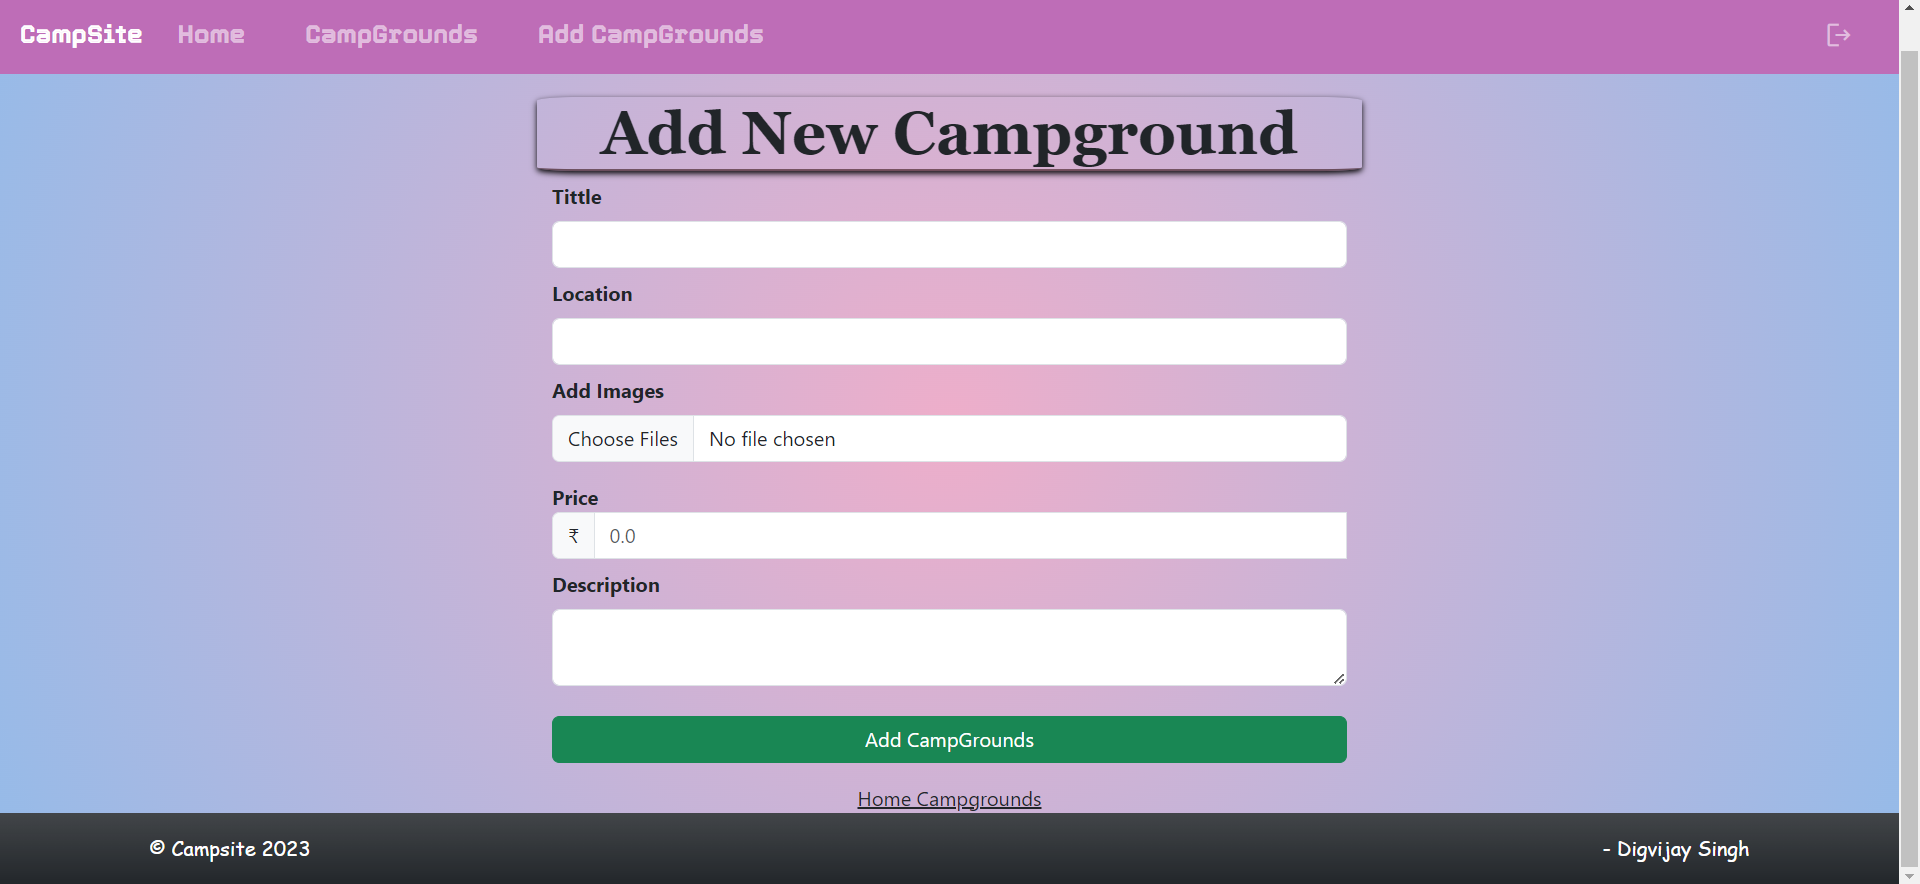 CampSite Home CampGrounds Add CampGrounds
Add New Campground
Tittle
Location
Add Images
Choose Files No file chosen
Price
₹ 0.0
Description
Add CampGrounds
Home Campgrounds
© Campsite 2023 - Digvijay Singh